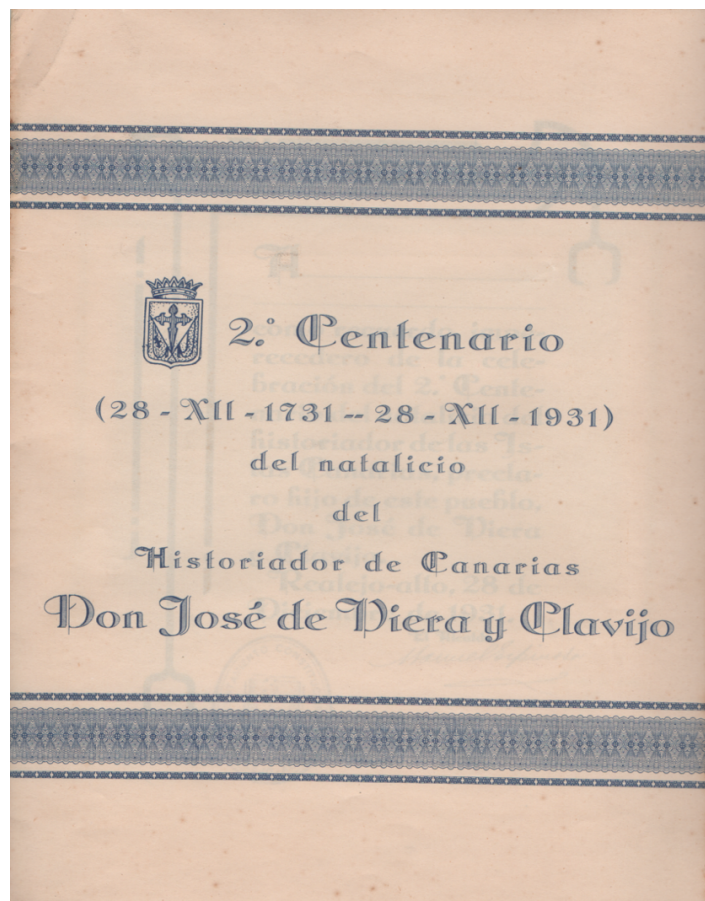 2.º Centenario
(28 - XII - 1731 -- 28 - XII - 1931)
del natalicio
del
Historiador de Canarias
Don José de Viera y Clavijo